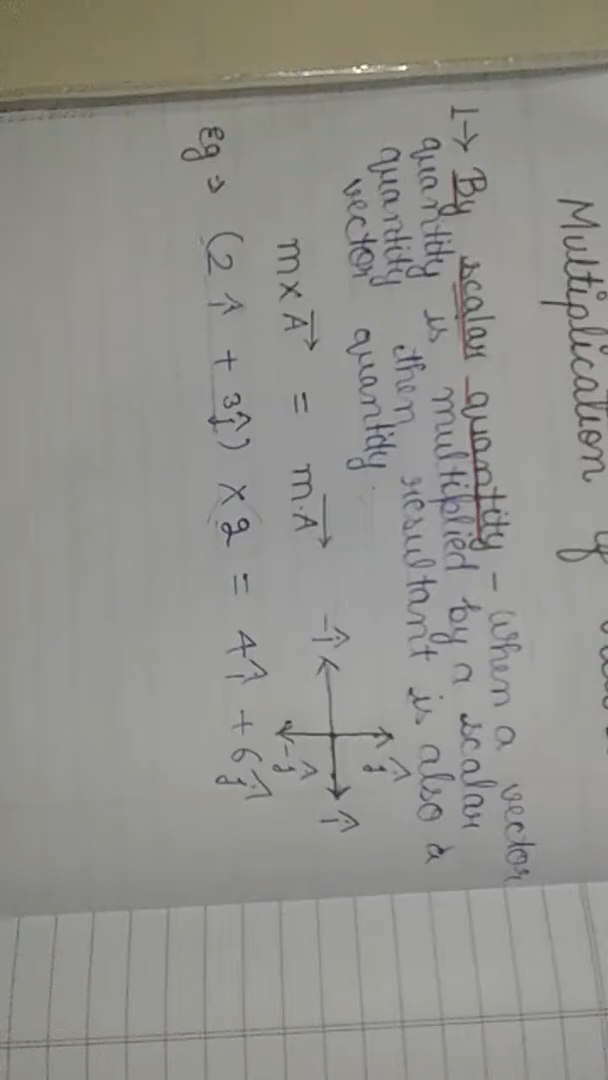 Multiplication of
1→ By scalar quantity - when a vector
quantity is multiplied by a scalar
quantity then resultant is also a
vector quantity.
m×A⃗ = m.A⃗
-î
ĵ
-ĵ
î
Eg → (2î + 3ĵ) × 2 = 4î + 6ĵ